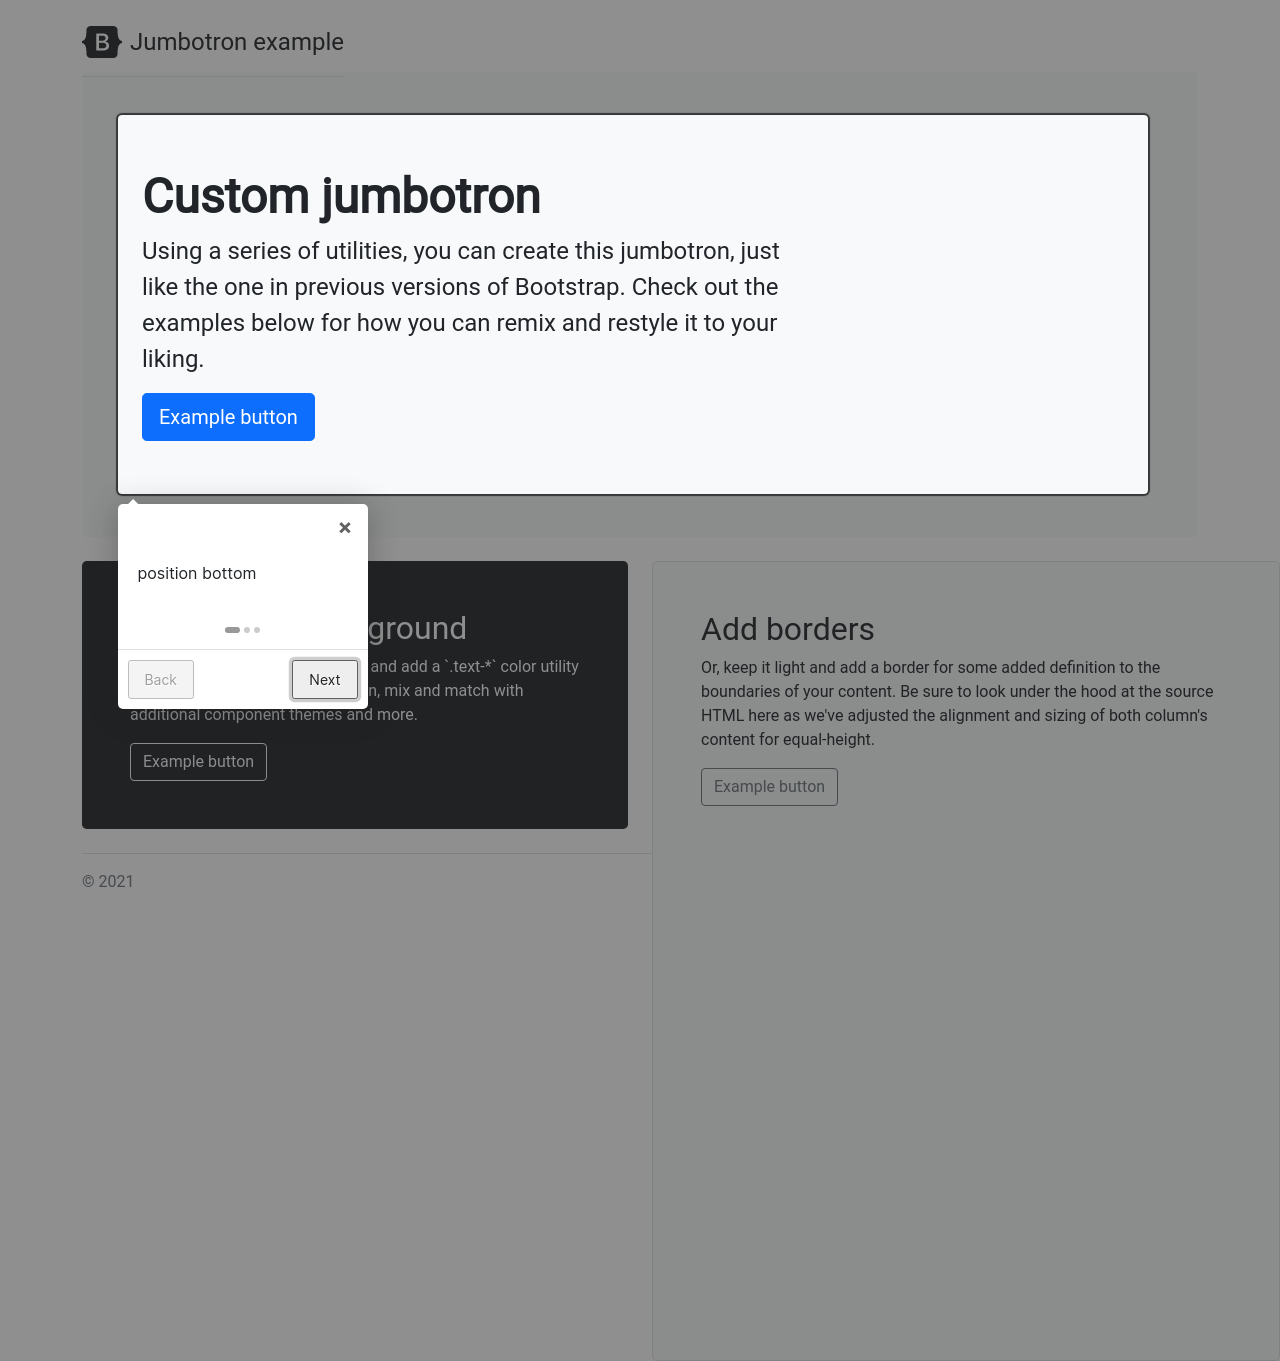 B Jumbotron example
Custom jumbotron
Using a series of utilities, you can create this jumbotron, just
like the one in previous versions of Bootstrap. Check out the
examples below for how you can remix and restyle it to your
liking.
Example button
×
position bottom
Back
Next
ground
and add a `.text-*` color utility
n, mix and match with
additional component themes and more.
Example button
Add borders
Or, keep it light and add a border for some added definition to the
boundaries of your content. Be sure to look under the hood at the source
HTML here as we've adjusted the alignment and sizing of both column's
content for equal-height.
Example button
© 2021